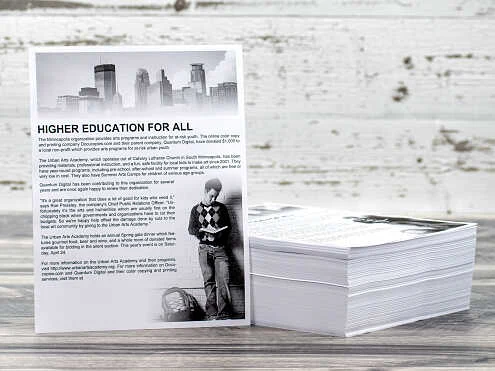 HIGHER EDUCATION FOR ALL
The Minneapolis organization provides arts programs and instruction for at-risk youth. The online color copy
and printing company Docucopies.com and their parent company, Quantum Digital, have donated $1,000 to
a local non-profit which provides arts programs for at-risk urban youth.
The Urban Arts Academy, which operates out of Calvary Lutheran Church in South Minneapolis, has been
providing materials, professional instruction, and a fun, safe facility for local kids to make art since 2001. They
have year-round programs, including pre-school, after-school and summer programs, all of which are free or
very low in cost. They also have Summer Arts Camps for children of various age groups.
Quantum Digital has been contributing to this organization for several
years and are once again happy to renew their assistance.
"It's a great organization that does a lot of good for kids who need it,"
says Ron Presley, the company's Chief Public Relations Officer. "Un-
fortunately it's the arts and humanities which are usually first on the
chopping block when governments and organizations have to cut their
budgets. So we're happy help offset the damage done by cuts to the
local art community by giving to the Urban Arts Academy."
The Urban Arts Academy holds an annual Spring gala dinner which fea-
tures gourmet food, beer and wine, and a whole room of donated items
available for bidding in the silent auction. This year's event is on Satur-
day, April 24.
For more information on the Urban Arts Academy and their programs,
visit http://www.urbanartsacademy.org. For more information on Docu-
copies.com and Quantum Digital and their color copying and printing
services, visit them at